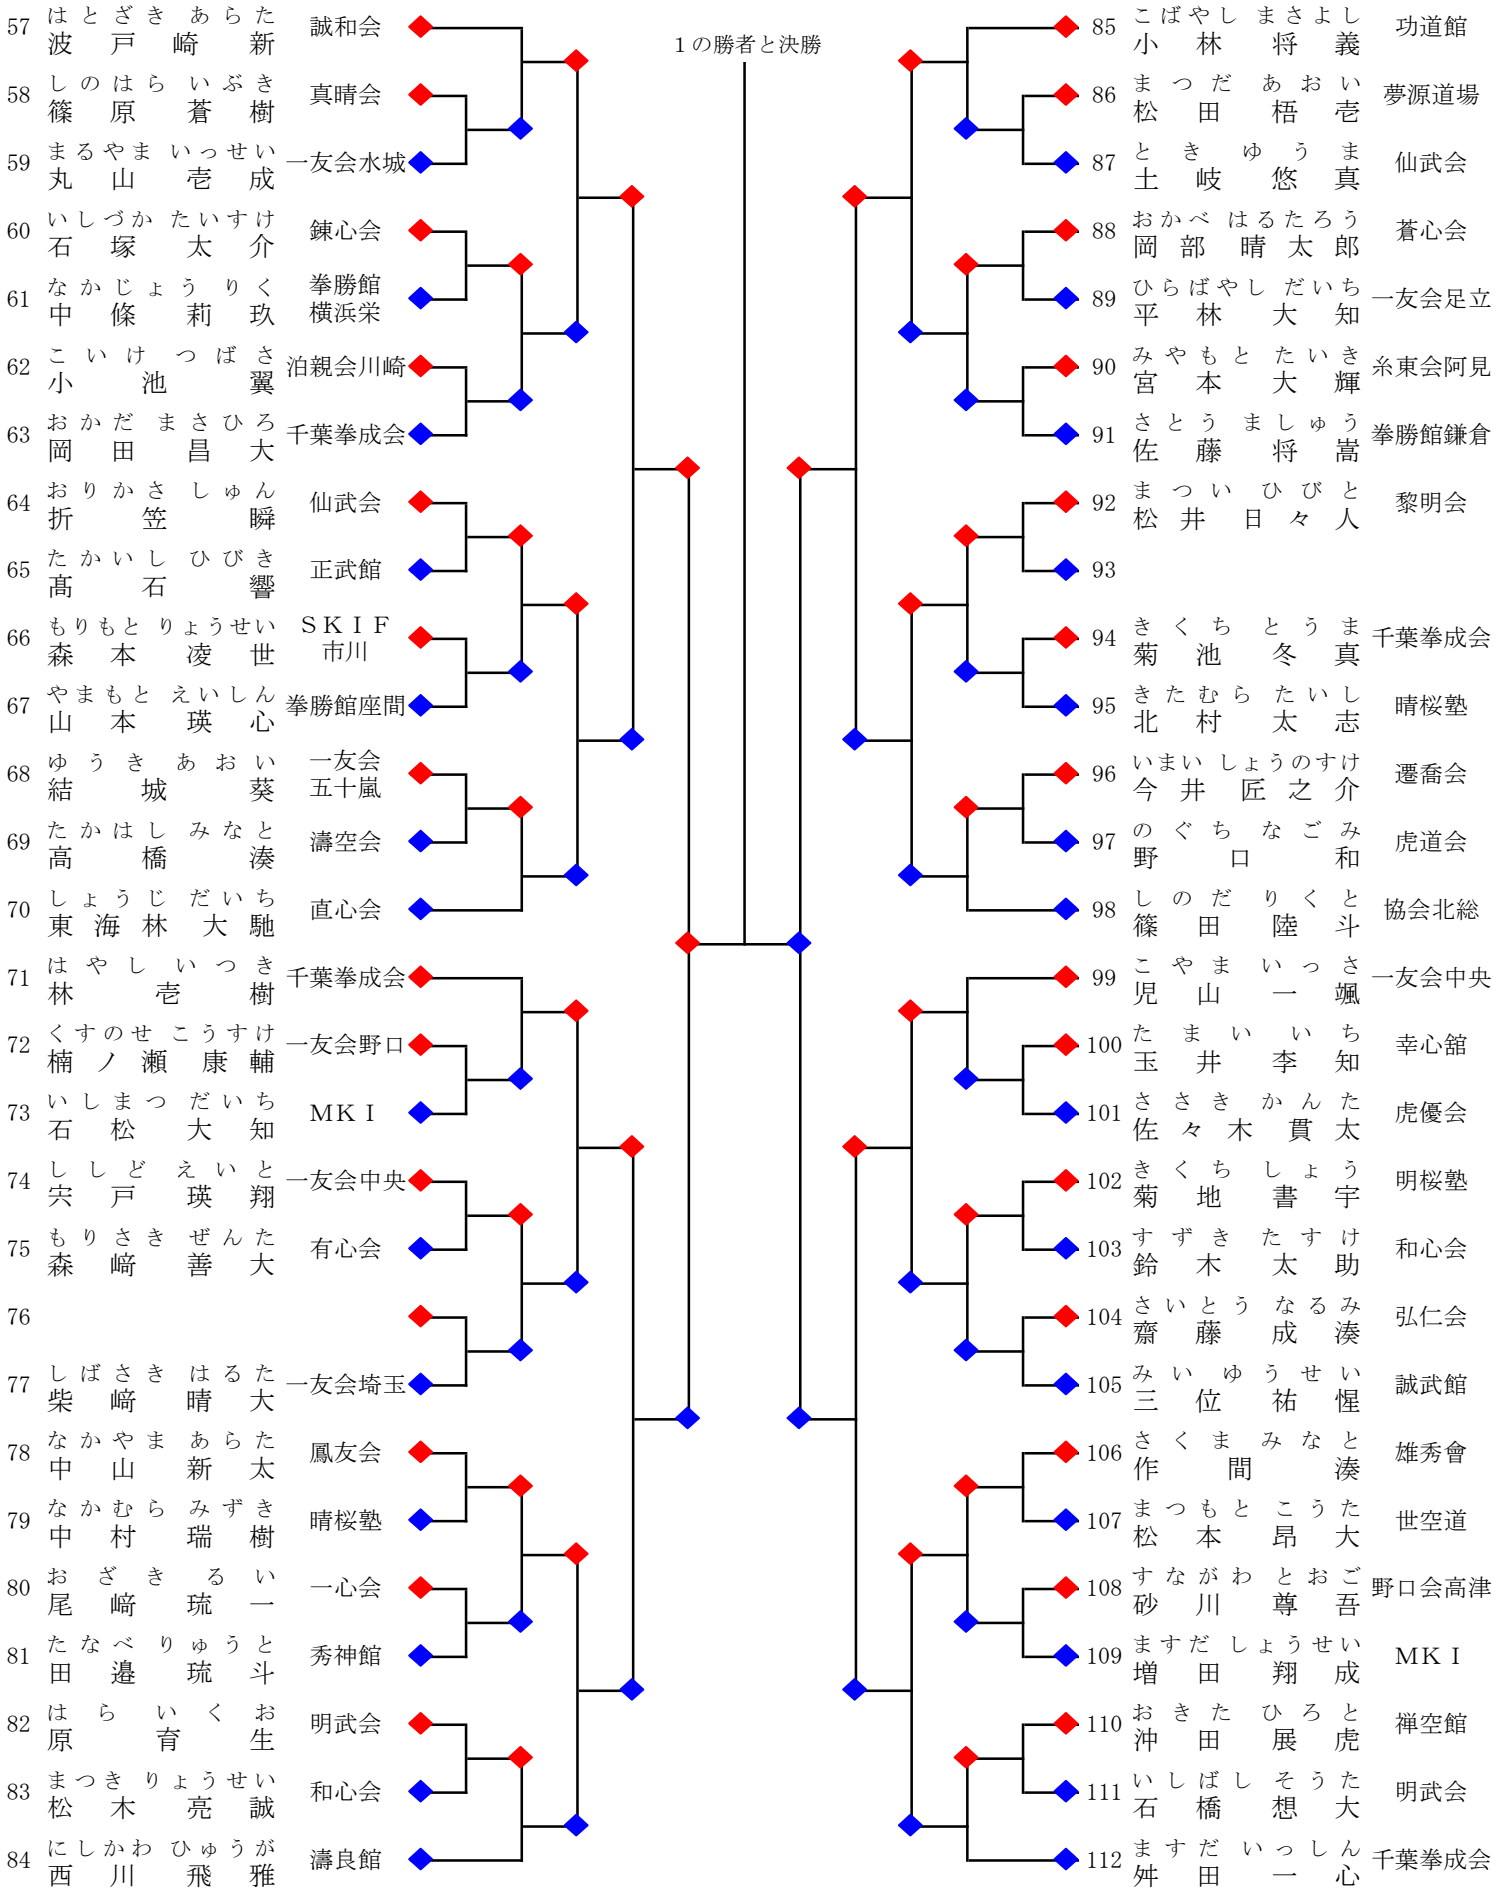 １の勝者と決勝
はとざき あらた
57 波戸崎 新 誠和会
しのはら いぶき
58 篠原 蒼樹 真晴会
まるやま いっせい
59 丸山 壱成 一友会水城
いしづか たいすけ
60 石塚 太介 錬心会
なかじょう りく
61 中條 莉玖 拳勝館
横浜栄
こいけ つばさ
62 小池 翼 泊親会川崎
おかだ まさひろ
63 岡田 昌大 千葉拳成会
おりかさ しゅん
64 折笠 瞬 仙武会
たかいし ひびき
65 髙石 響 正武館
もりもと りょうせい
66 森本 凌世 ＳＫＩＦ
市川
やまもと えいしん
67 山本 瑛心 拳勝館座間
ゆうき あおい
68 結城 葵 一友会
五十嵐
たかはし みなと
69 高橋 湊 濤空会
しょうじ だいち
70 東海林 大馳 直心会
はやし いつき
71 林 壱樹 千葉拳成会
くすのせ こうすけ
72 楠ノ瀬 康輔 一友会野口
いしまつ だいち
73 石松 大知 ＭＫＩ
ししど えいと
74 宍戸 瑛翔 一友会中央
もりさき ぜんた
75 森﨑 善大 有心会
76
しばさき はるた
77 柴﨑 晴大 一友会埼玉
なかやま あらた
78 中山 新太 鳳友会
なかむら みずき
79 中村 瑞樹 晴桜塾
おざき るい
80 尾﨑 琉一 一心会
たなべ りゅうと
81 田邉 琉斗 秀神館
はら いくお
82 原 育生 明武会
まつき りょうせい
83 松木 亮誠 和心会
にしかわ ひゅうが
84 西川 飛雅 濤良館
こばやし まさよし
85 小林 将義 功道館
まつだ あおい
86 松田 梧壱 夢源道場
とき ゆうま
87 土岐 悠真 仙武会
おかべ はるたろう
88 岡部 晴太郎 蒼心会
ひらばやし だいち
89 平林 大知 一友会足立
みやもと たいき
90 宮本 大輝 糸東会阿見
さとう ましゅう
91 佐藤 将嵩 拳勝館鎌倉
まつい ひびと
92 松井 日々人 黎明会
93
きくち とうま
94 菊池 冬真 千葉拳成会
きたむら たいし
95 北村 太志 晴桜塾
いまい しょうのすけ
96 今井 匠之介 遷喬会
のぐち なごみ
97 野口 和 虎道会
しのだ りくと
98 篠田 陸斗 協会北総
こやま いっさ
99 児山 一颯 一友会中央
たまい いち
100 玉井 李知 幸心舘
ささき かんた
101 佐々木 貫太 虎優会
きくち しょう
102 菊地 書宇 明桜塾
すずき たすけ
103 鈴木 太助 和心会
さいとう なるみ
104 齋藤 成湊 弘仁会
みい ゆうせい
105 三位 祐惺 誠武館
さくま みなと
106 作間 湊 雄秀會
まつもと こうた
107 松本 昂大 世空道
すながわ とおご
108 砂川 尊吾 野口会高津
ますだ しょうせい
109 増田 翔成 ＭＫＩ
おきた ひろと
110 沖田 展虎 禅空館
いしばし そうた
111 石橋 想大 明武会
ますだ いっしん
112 舛田 一心 千葉拳成会